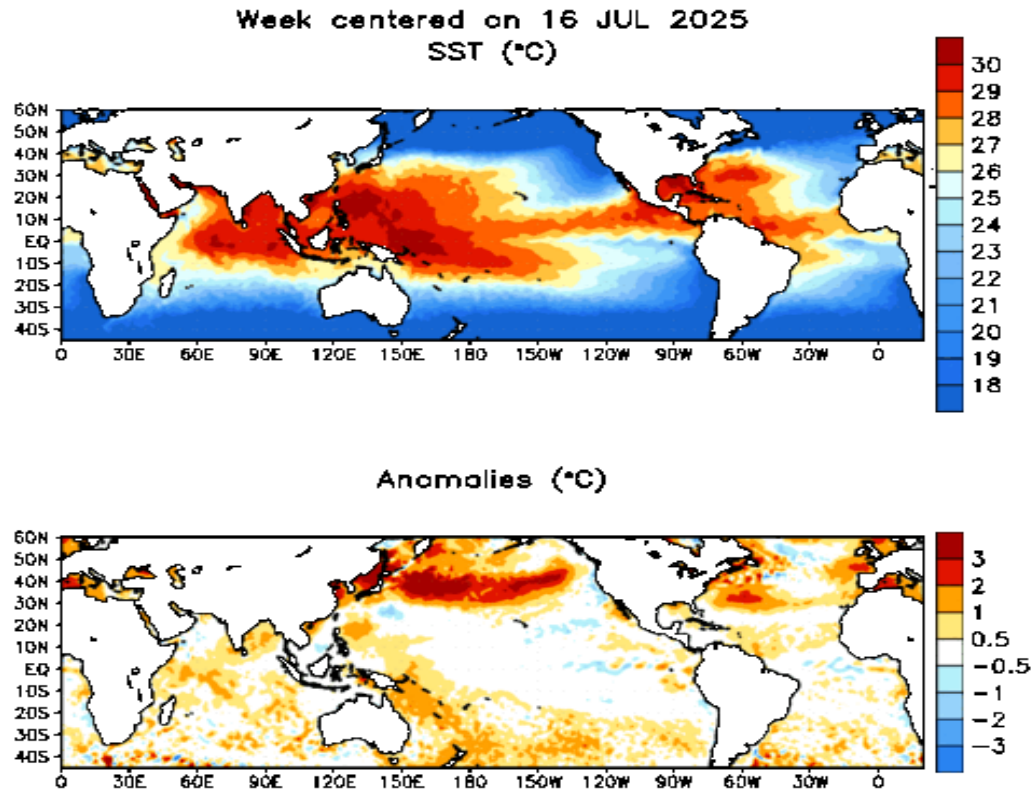 Week centered on 16 JUL 2025
SST (°C)
60N
50N
40N
30N
20N
10N
EQ
10S
20S
30S
40S
0 30E 60E 90E 120E 150E 180 150W 120W 90W 60W 30W 0
30
29
28
27
26
25
24
23
22
21
20
19
18
Anomalies (°C)
60N
50N
40N
30N
20N
10N
EQ
10S
20S
30S
40S
0 30E 60E 90E 120E 150E 180 150W 120W 90W 60W 30W 0
3
2
1
0.5
-0.5
-1
-2
-3